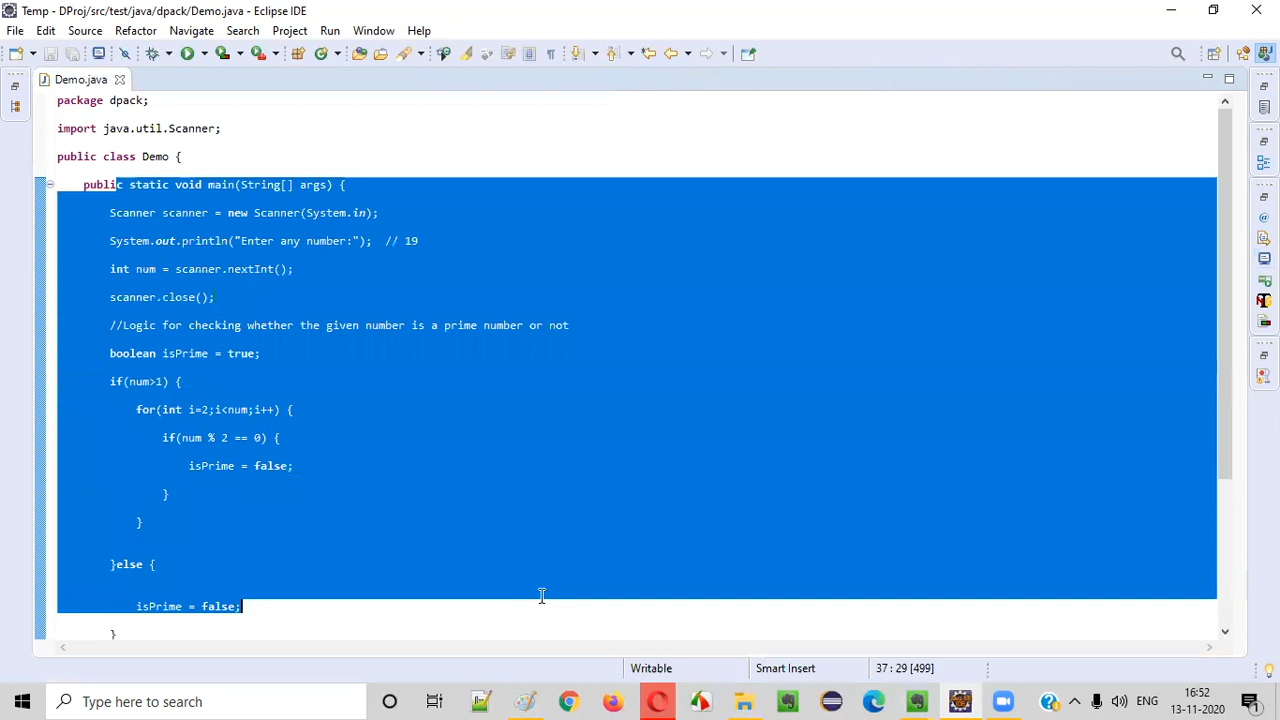 Temp - DProj/src/test/java/dpack/Demo.java - Eclipse IDE
File Edit Source Refactor Navigate Search Project Run Window Help
Demo.java
package dpack;
import java.util.Scanner;
public class Demo {
public static void main(String[] args) {
Scanner scanner = new Scanner(System.in);
System.out.println("Enter any number:"); // 19
int num = scanner.nextInt();
scanner.close();
//Logic for checking whether the given number is a prime number or not
boolean isPrime = true;
if(num>1) {
for(int i=2;i<num;i++) {
if(num % 2 == 0) {
isPrime = false;
}
}
}else {
isPrime = false;
}
Writable Smart Insert 37 : 29 [499]
Type here to search
ENG
16:52
13-11-2020